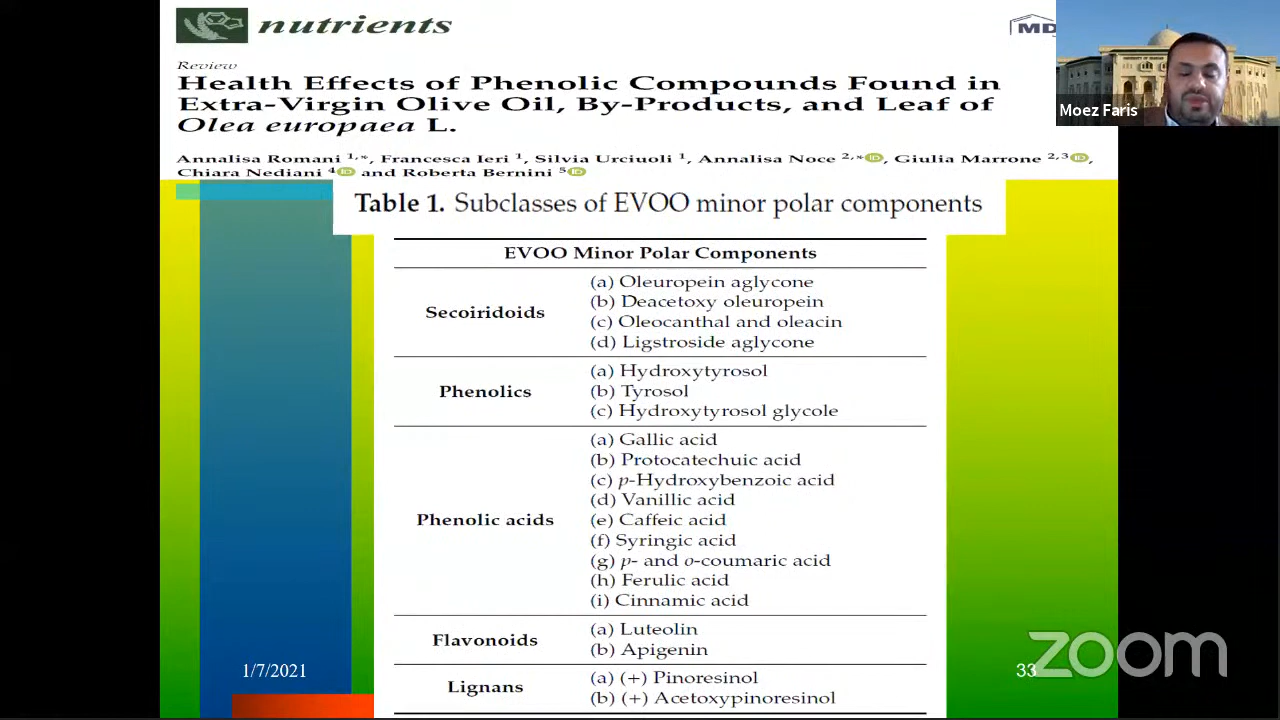 nutrients
MD
Review
Health Effects of Phenolic Compounds Found in
Extra-Virgin Olive Oil, By-Products, and Leaf of
Olea europaea L.
Annalisa Romani 1,*, Francesca Ieri 1, Silvia Urciuoli 1, Annalisa Noce 2,* iD, Giulia Marrone 2,3 iD,
Chiara Nediani 4 iD and Roberta Bernini 5 iD
Moez Faris
Table 1. Subclasses of EVOO minor polar components
EVOO Minor Polar Components
Secoiridoids
(a) Oleuropein aglycone
(b) Deacetoxy oleuropein
(c) Oleocanthal and oleacin
(d) Ligstroside aglycone
Phenolics
(a) Hydroxytyrosol
(b) Tyrosol
(c) Hydroxytyrosol glycole
Phenolic acids
(a) Gallic acid
(b) Protocatechuic acid
(c) p-Hydroxybenzoic acid
(d) Vanillic acid
(e) Caffeic acid
(f) Syringic acid
(g) p- and o-coumaric acid
(h) Ferulic acid
(i) Cinnamic acid
Flavonoids
(a) Luteolin
(b) Apigenin
Lignans
(a) (+) Pinoresinol
(b) (+) Acetoxypinoresinol
1/7/2021
33
zoom